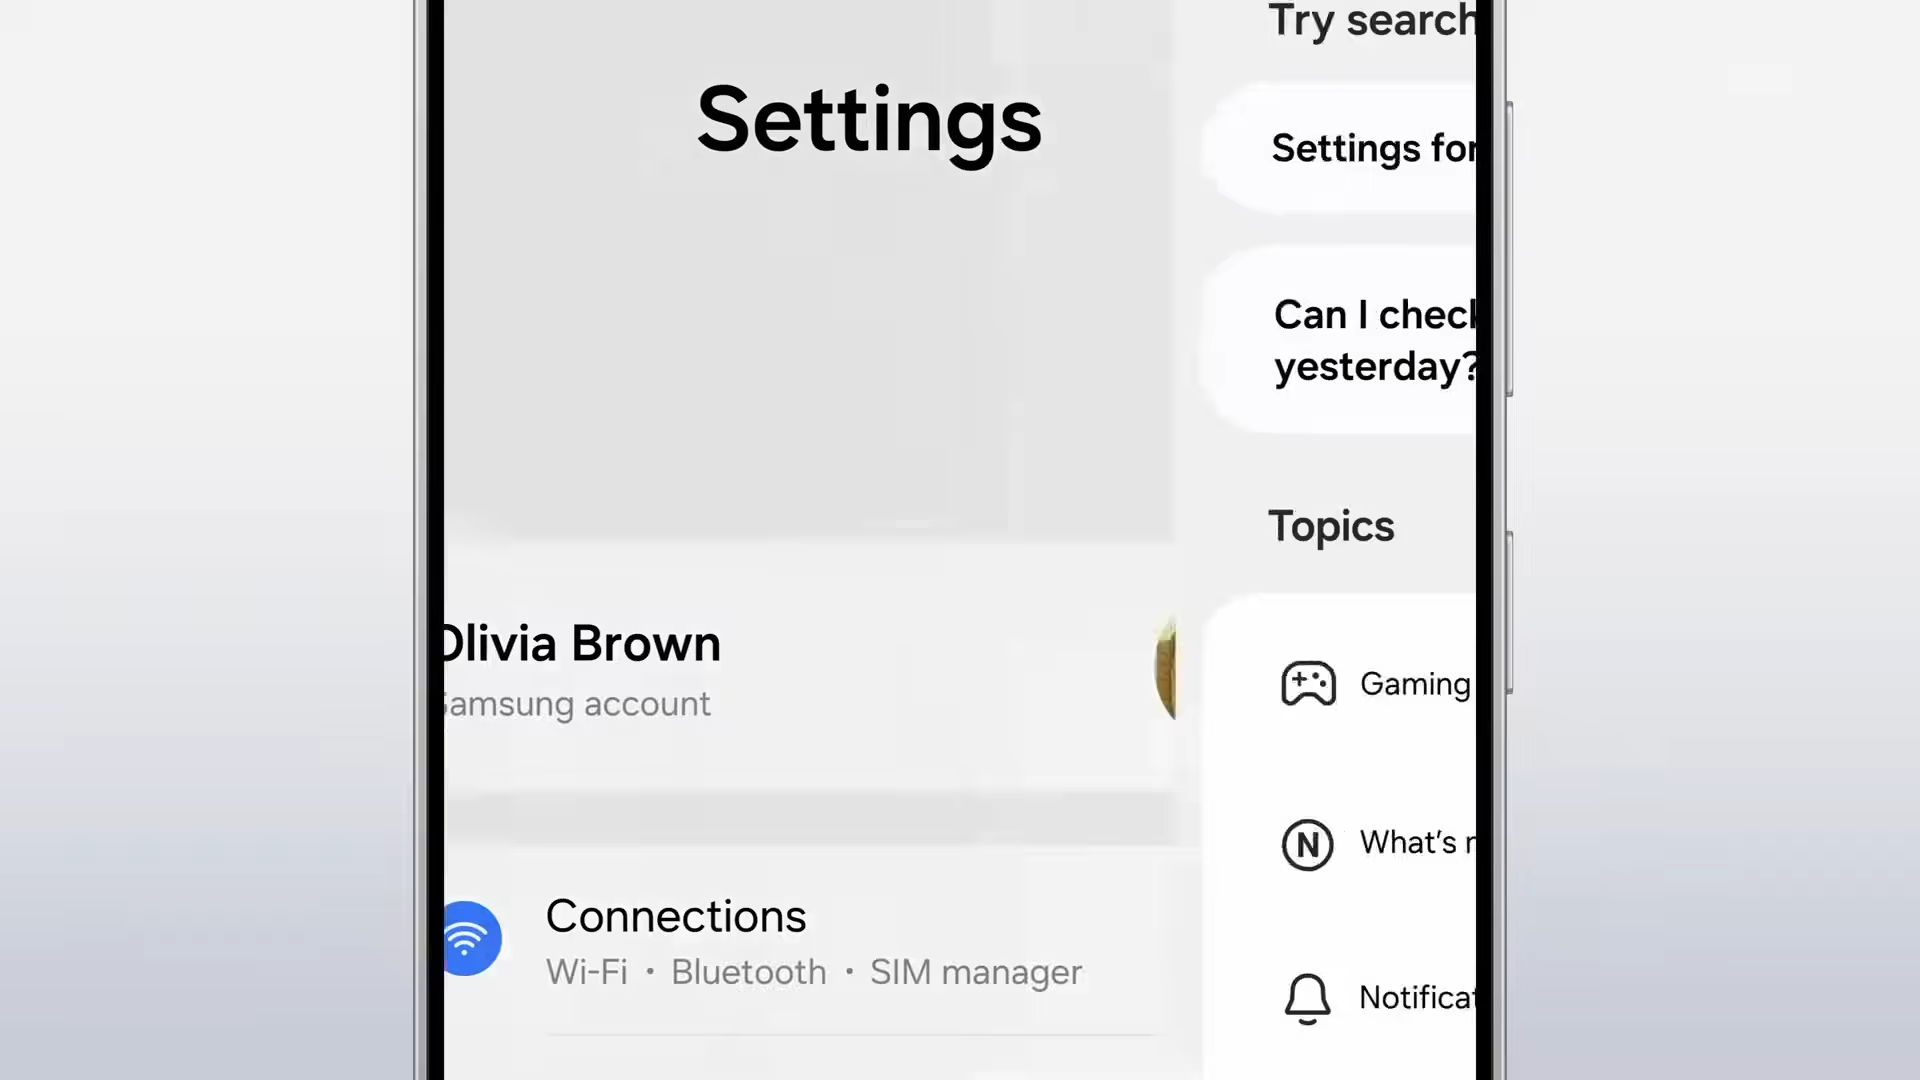 Settings
Olivia Brown
Samsung account
Connections
Wi-Fi • Bluetooth • SIM manager
Try search
Settings for
Can I check
yesterday?
Topics
Gaming
N
What's
Notificat